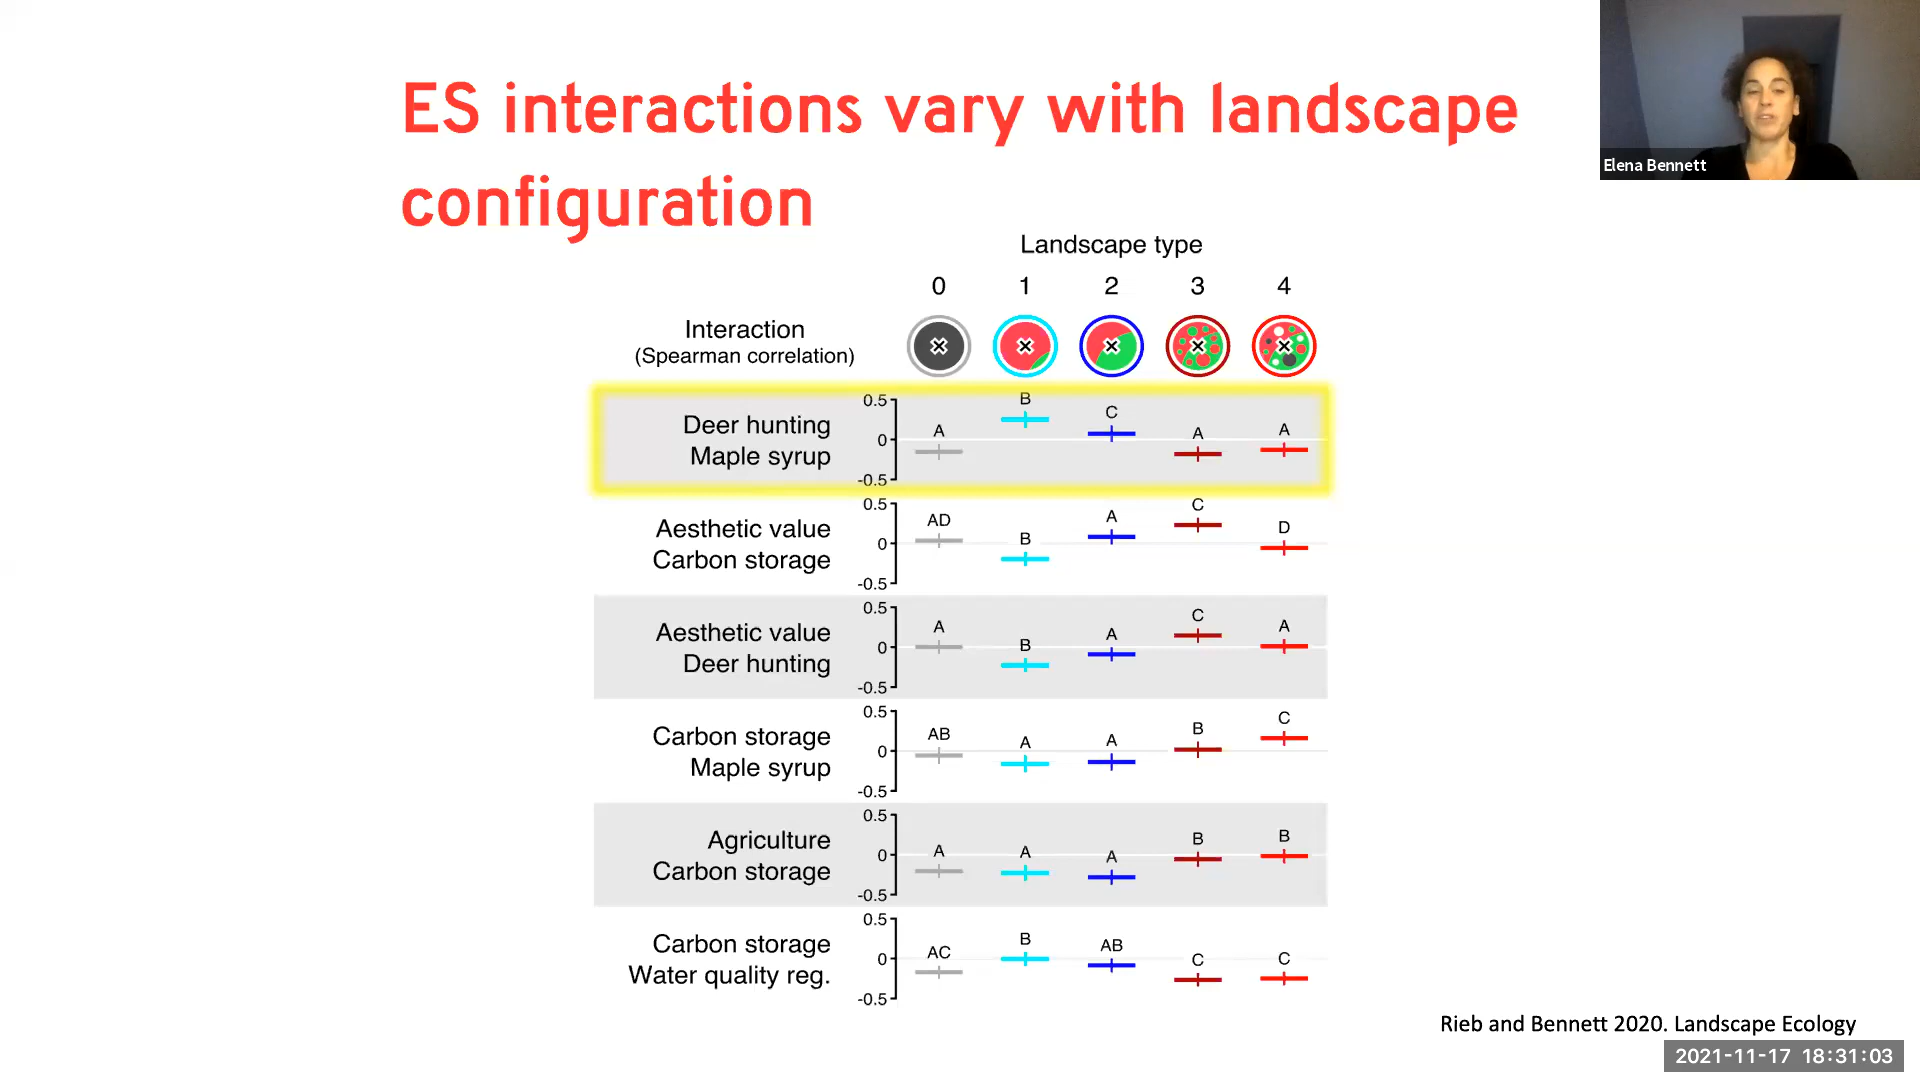 ES interactions vary with landscape
configuration
Elena Bennett
Landscape type
0 1 2 3 4
Interaction
(Spearman correlation)
Deer hunting
Maple syrup
0.5
0
-0.5
A B C A A
Aesthetic value
Carbon storage
0.5
0
-0.5
AD B A C D
Aesthetic value
Deer hunting
0.5
0
-0.5
A B A C A
Carbon storage
Maple syrup
0.5
0
-0.5
AB A A B C
Agriculture
Carbon storage
0.5
0
-0.5
A A A B B
Carbon storage
Water quality reg.
0.5
0
-0.5
AC B AB C C
Rieb and Bennett 2020. Landscape Ecology
2021-11-17 18:31:03